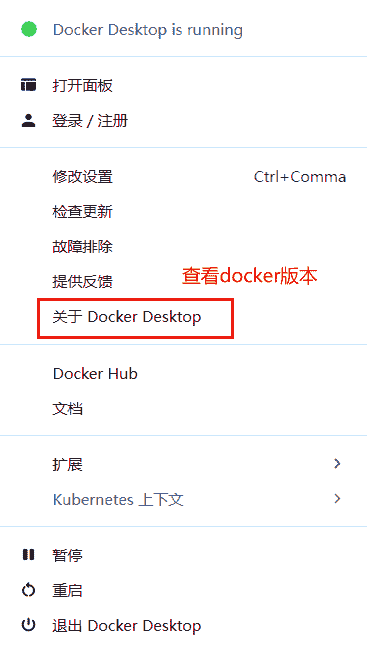 Docker Desktop is running
打开面板
登录 / 注册
修改设置 Ctrl+Comma
检查更新
故障排除
提供反馈
查看docker版本
关于 Docker Desktop
Docker Hub
文档
扩展
Kubernetes 上下文
暂停
重启
退出 Docker Desktop